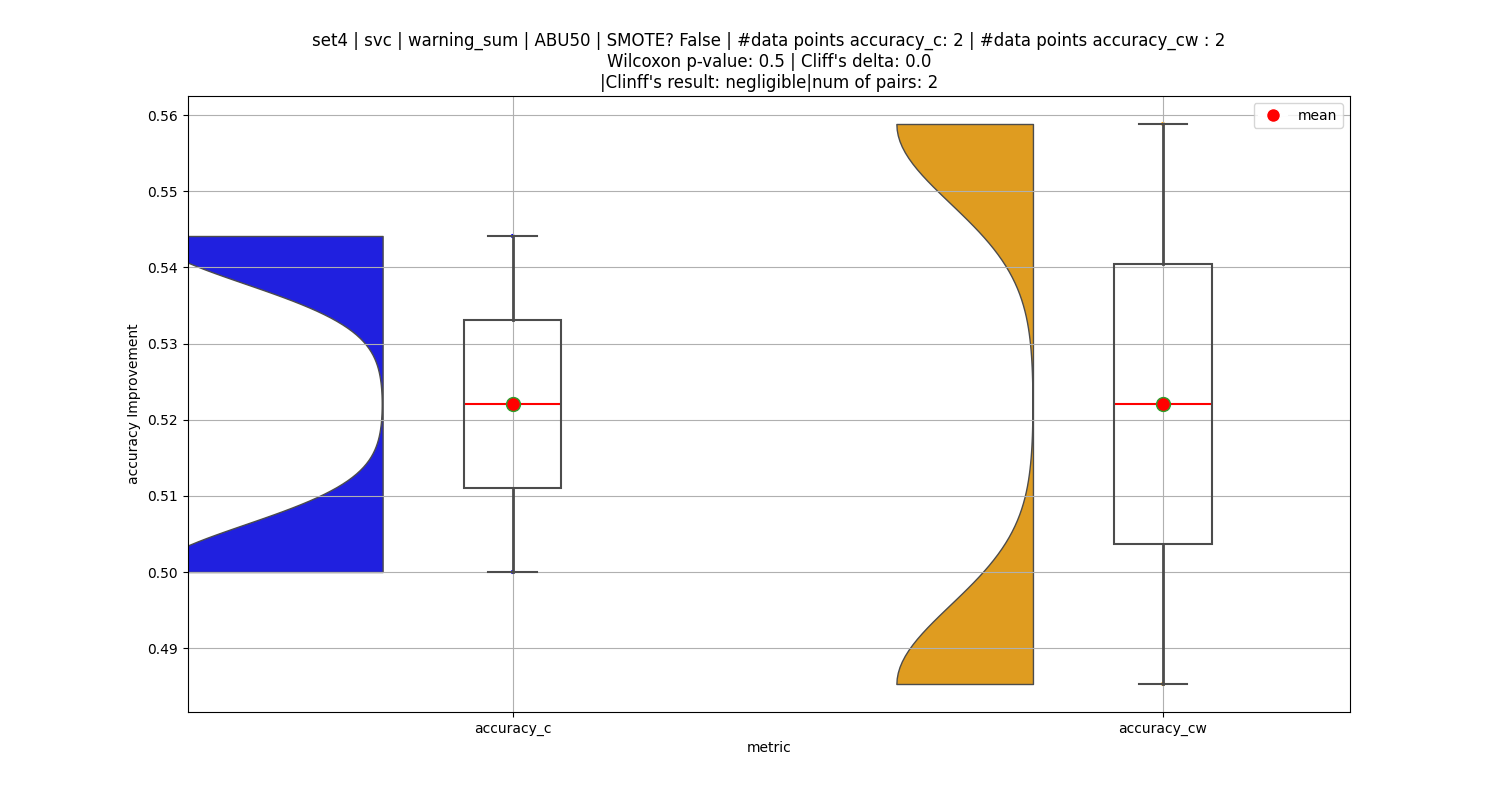 set4 | svc | warning_sum | ABU50 | SMOTE? False | #data points accuracy_c: 2 | #data points accuracy_cw : 2
Wilcoxon p-value: 0.5 | Cliff's delta: 0.0
|Clinff's result: negligible|num of pairs: 2
mean
0.56
0.55
0.54
0.53
0.52
0.51
0.50
0.49
accuracy Improvement
accuracy_c
accuracy_cw
metric